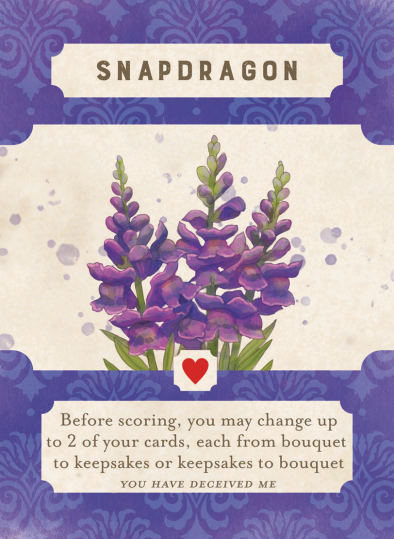 SNAPDRAGON
Before scoring, you may change up
to 2 of your cards, each from bouquet
to keepsakes or keepsakes to bouquet
YOU HAVE DECEIVED ME